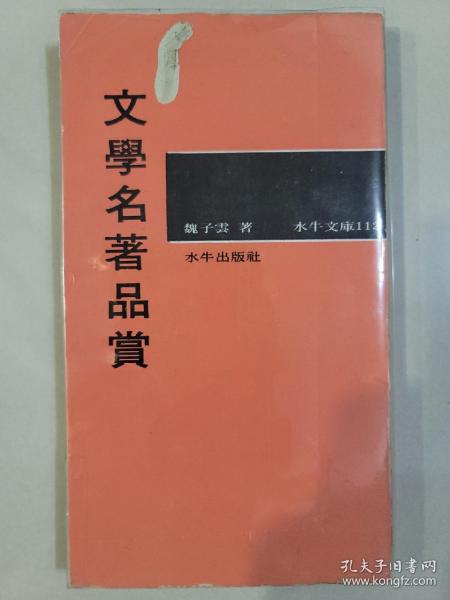 文學名著品賞
魏子雲 著 水牛文庫112
水牛出版社
孔夫子旧书网
www.kongfz.com